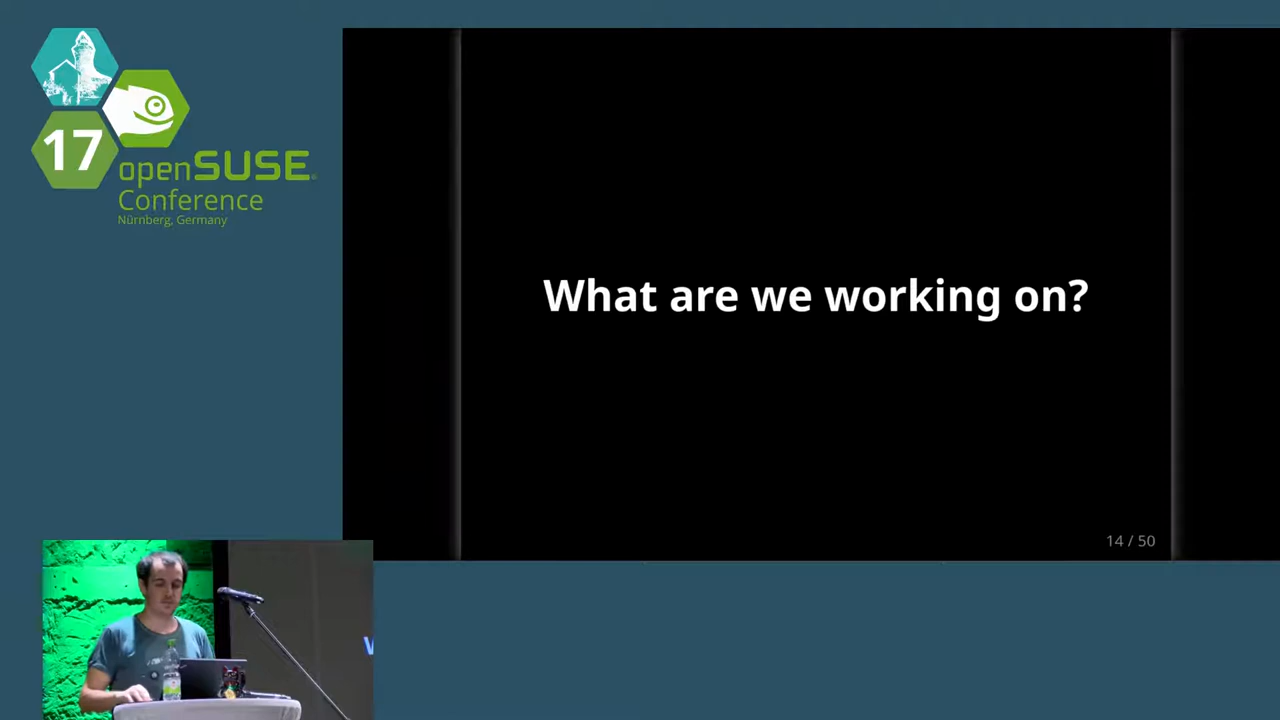 17
openSUSE
Conference
Nürnberg, Germany
What are we working on?
14 / 50